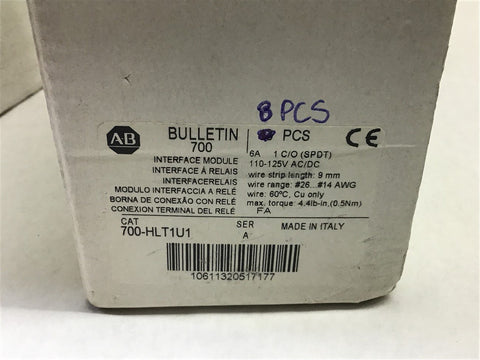 8 PCS
AB
BULLETIN
700
PCS
CE
INTERFACE MODULE
INTERFACE À RELAIS
INTERFACERELAIS
MODULO INTERFACCIA A RELÉ
BORNA DE CONEXÃO COM RELÉ
CONEXION TERMINAL DEL RELÉ
6A 1 C/O (SPDT)
110-125V AC/DC
wire strip length: 9 mm
wire range: #26...#14 AWG
wire: 60°C, Cu only
max. torque: 4.4lb-in,(0.5Nm)
FA
CAT
700-HLT1U1
SER
A
MADE IN ITALY
10611320517177